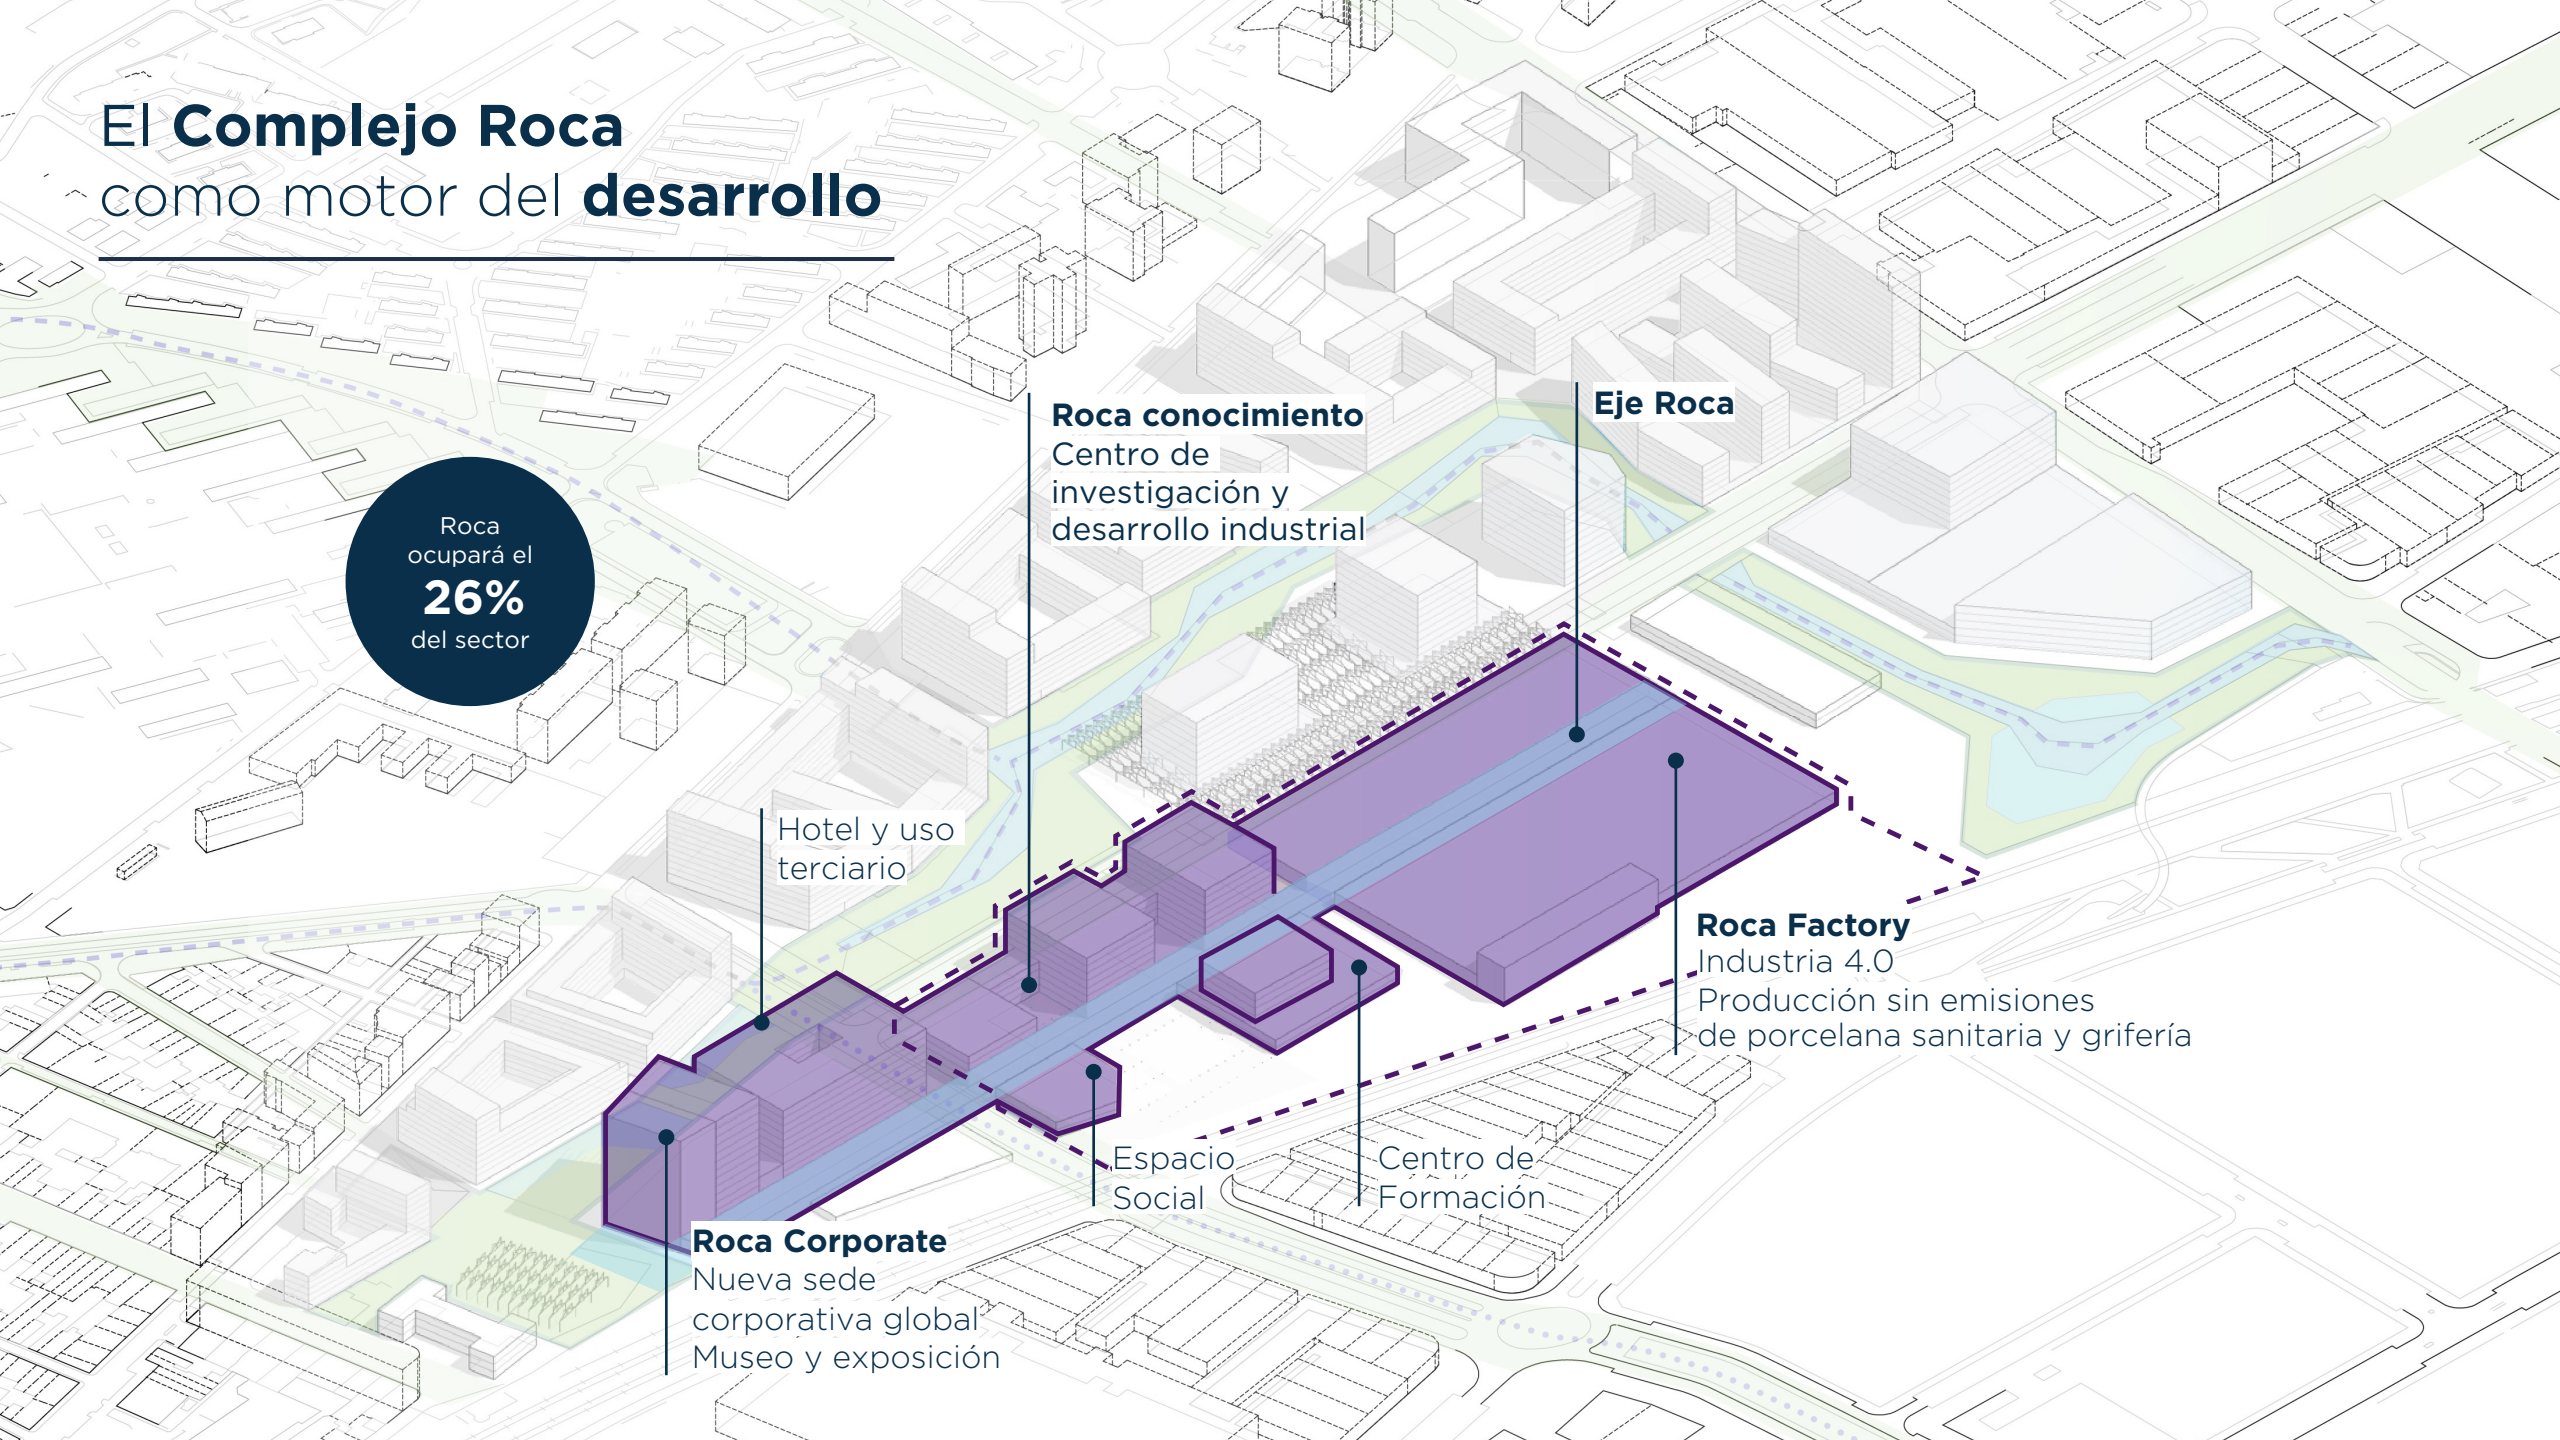 El Complejo Roca
como motor del desarrollo
Roca
ocupará el
26%
del sector
Roca conocimiento
Centro de
investigación y
desarrollo industrial
Eje Roca
Hotel y uso
terciario
Roca Factory
Industria 4.0
Producción sin emisiones
de porcelana sanitaria y grifería
Espacio
Social
Centro de
Formación
Roca Corporate
Nueva sede
corporativa global
Museo y exposición